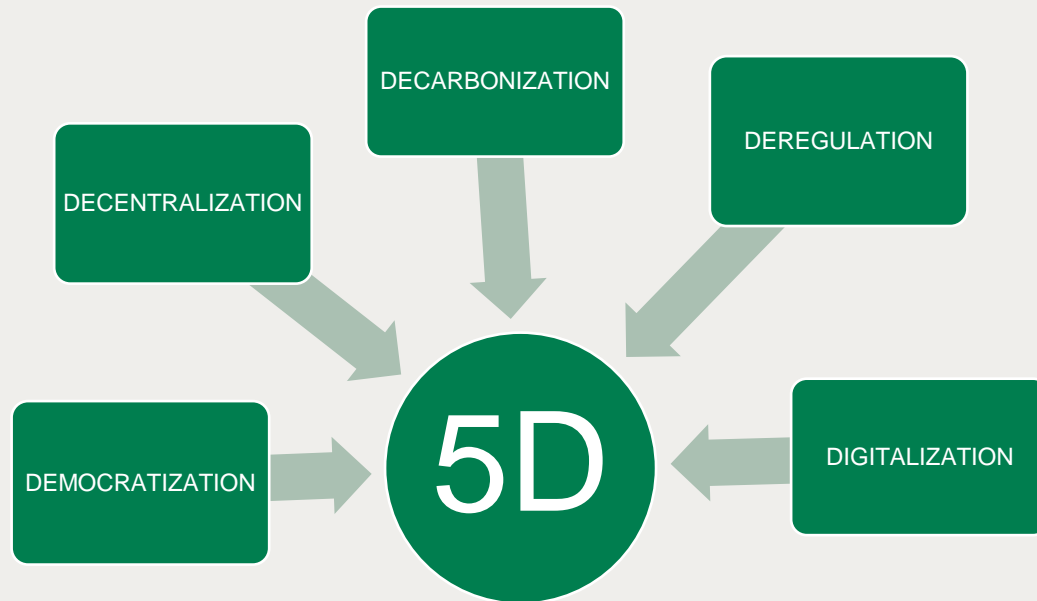 DECARBONIZATION
DEREGULATION
DECENTRALIZATION
DEMOCRATIZATION
DIGITALIZATION
5D